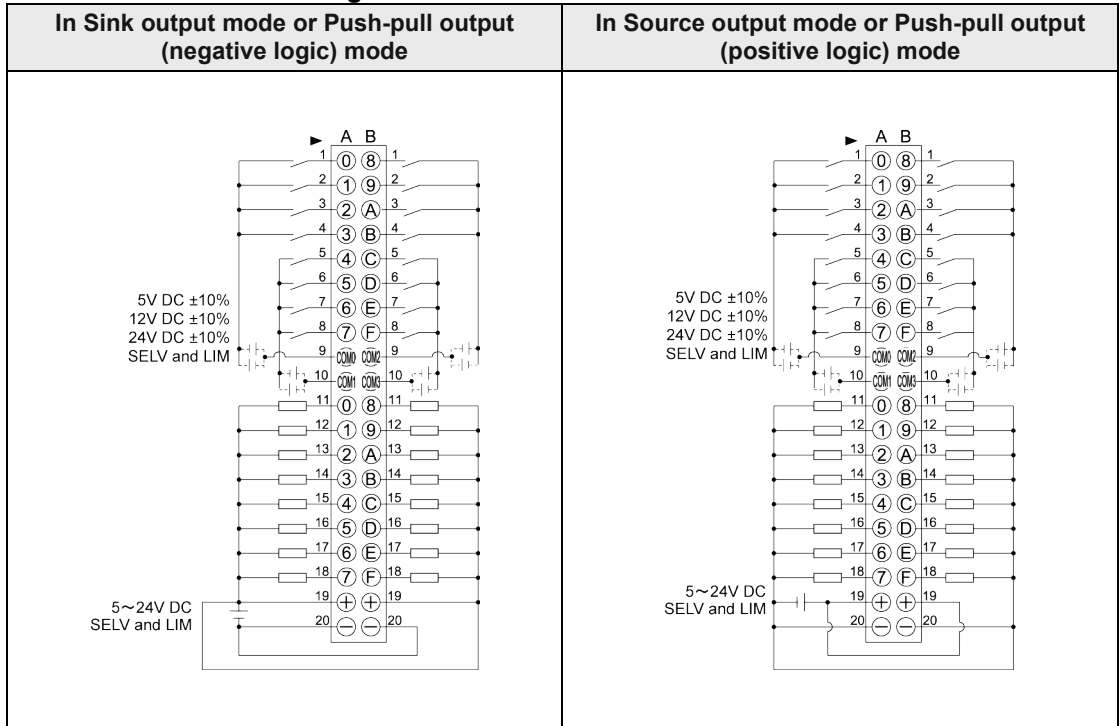 In Sink output mode or Push-pull output
(negative logic) mode
In Source output mode or Push-pull output
(positive logic) mode
A B
1 0 8 1
2 1 9 2
3 2 A 3
4 3 B 4
5 4 C 5
6 5 D 6
7 6 E 7
8 7 F 8
9 COM0 COM2 9
10 COM1 COM3 10
11 0 8 11
12 1 9 12
13 2 A 13
14 3 B 14
15 4 C 15
16 5 D 16
17 6 E 17
18 7 F 18
19 + + 19
20 − − 20
5V DC ±10%
12V DC ±10%
24V DC ±10%
SELV and LIM
5~24V DC
SELV and LIM
A B
1 0 8 1
2 1 9 2
3 2 A 3
4 3 B 4
5 4 C 5
6 5 D 6
7 6 E 7
8 7 F 8
9 COM0 COM2 9
10 COM1 COM3 10
11 0 8 11
12 1 9 12
13 2 A 13
14 3 B 14
15 4 C 15
16 5 D 16
17 6 E 17
18 7 F 18
19 + + 19
20 − − 20
5V DC ±10%
12V DC ±10%
24V DC ±10%
SELV and LIM
5~24V DC
SELV and LIM